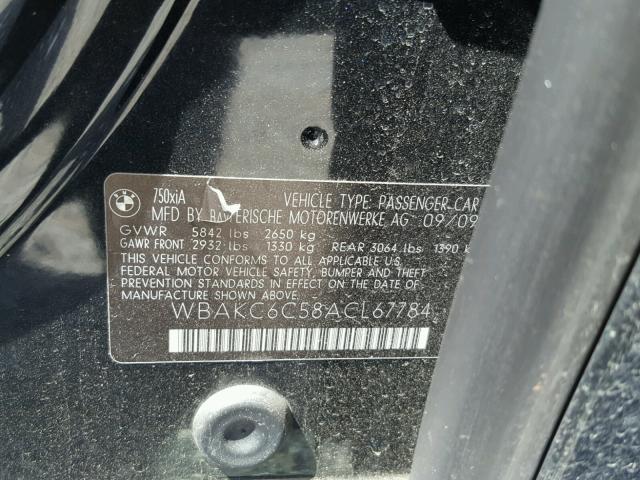 BMW
750xiA
VEHICLE TYPE: PASSENGER CAR
MFD BY BAYERISCHE MOTORENWERKE AG 09/09
GVWR 5842 lbs 2650 kg
GAWR FRONT 2932 lbs 1330 kg REAR 3064 lbs 1390 k
THIS VEHICLE CONFORMS TO ALL APPLICABLE U.S.
FEDERAL MOTOR VEHICLE SAFETY, BUMPER AND THEFT
PREVENTION STANDARDS IN EFFECT ON THE DATE OF
MANUFACTURE SHOWN ABOVE.
WBAKC6C58ACL67784